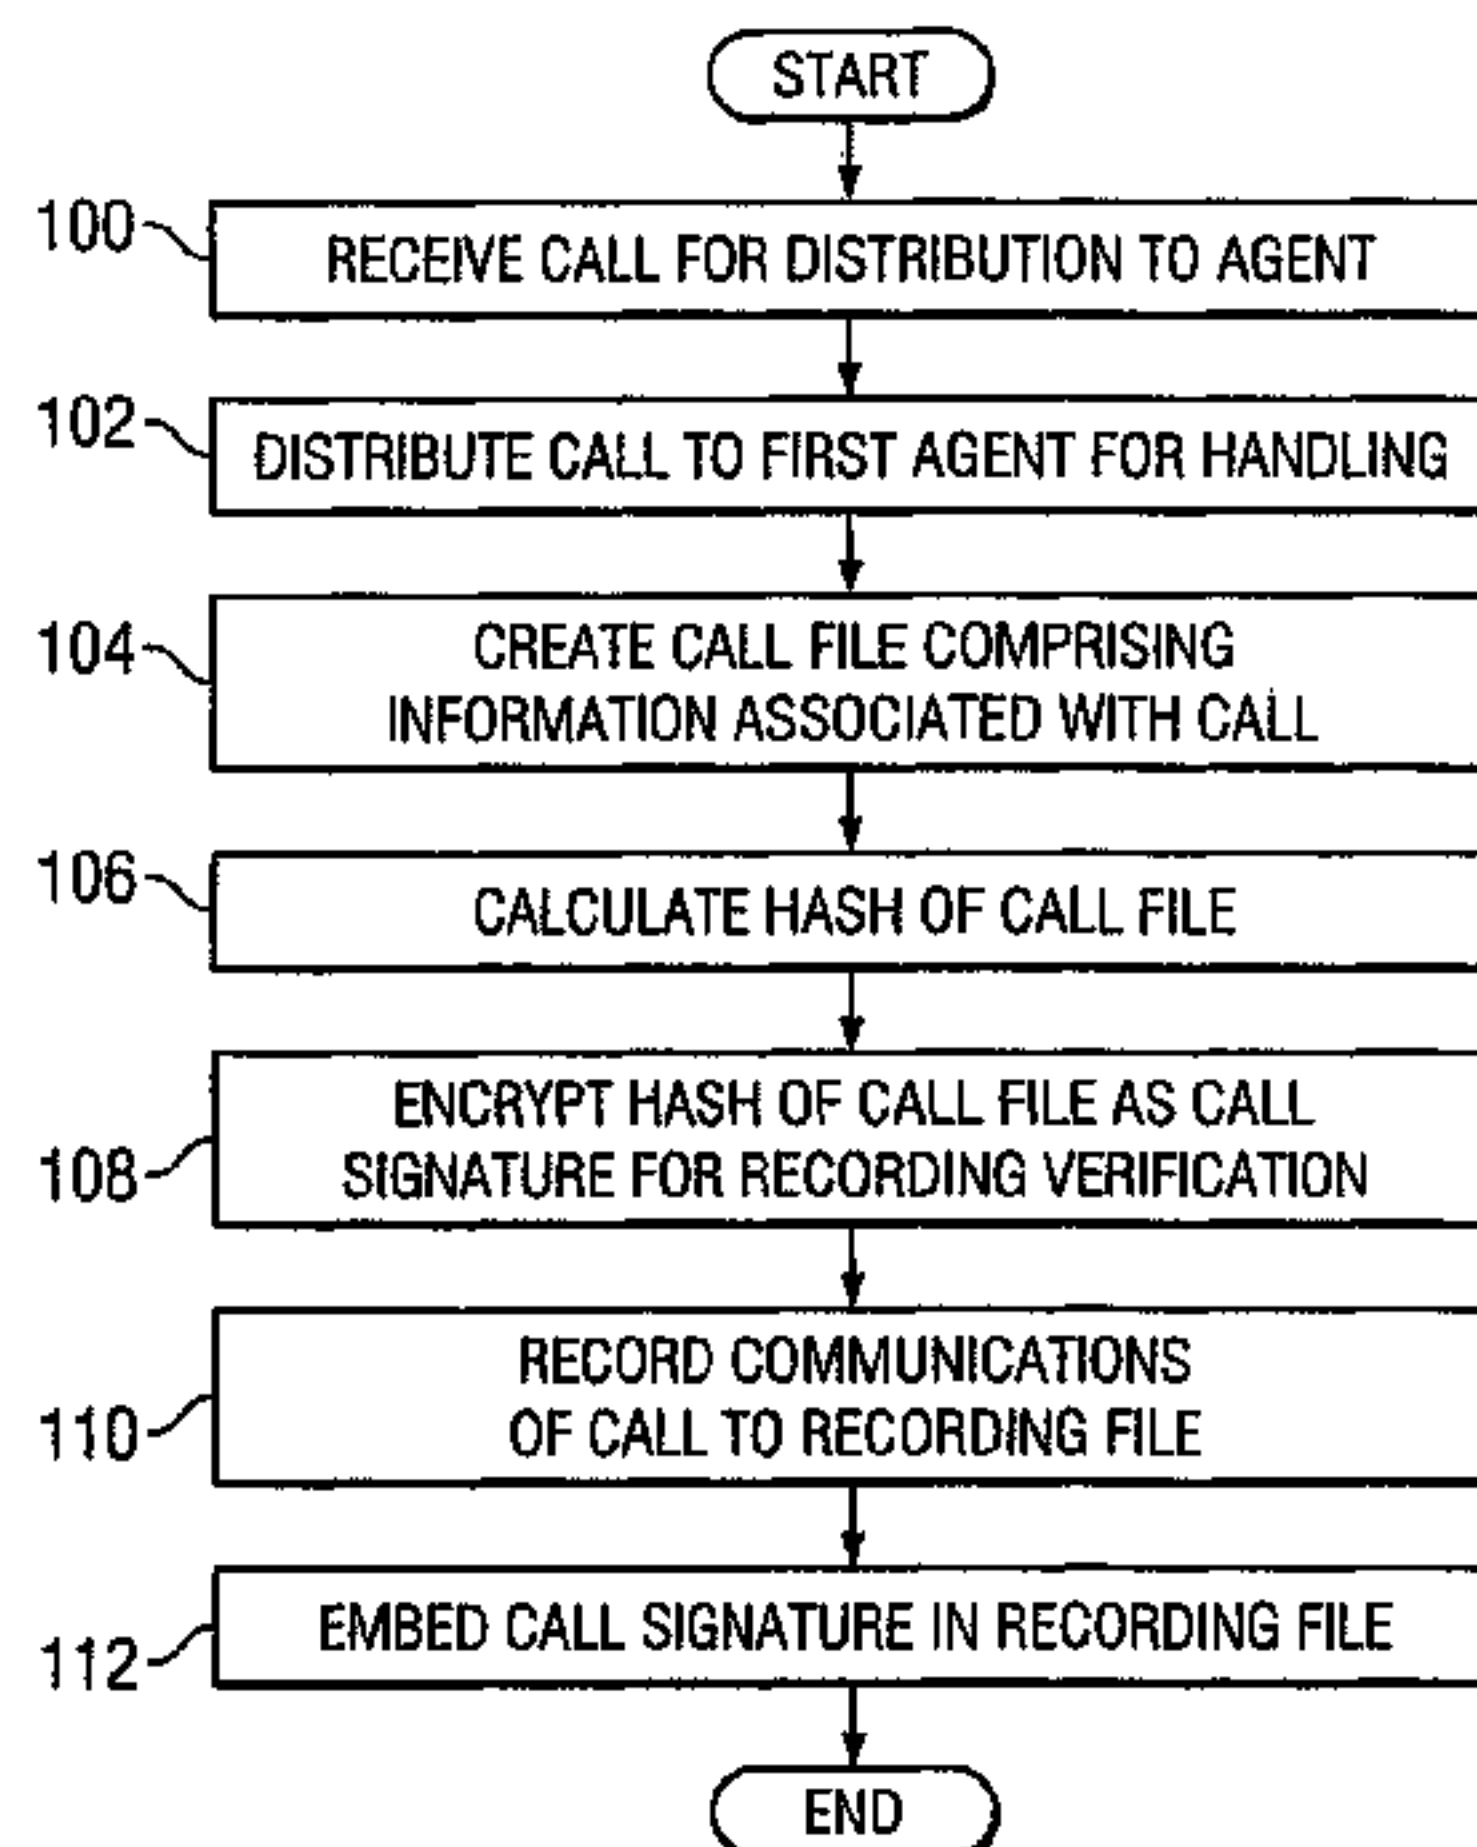 START
100
RECEIVE CALL FOR DISTRIBUTION TO AGENT
102
DISTRIBUTE CALL TO FIRST AGENT FOR HANDLING
104
CREATE CALL FILE COMPRISING
INFORMATION ASSOCIATED WITH CALL
106
CALCULATE HASH OF CALL FILE
108
ENCRYPT HASH OF CALL FILE AS CALL
SIGNATURE FOR RECORDING VERIFICATION
110
RECORD COMMUNICATIONS
OF CALL TO RECORDING FILE
112
EMBED CALL SIGNATURE IN RECORDING FILE
END